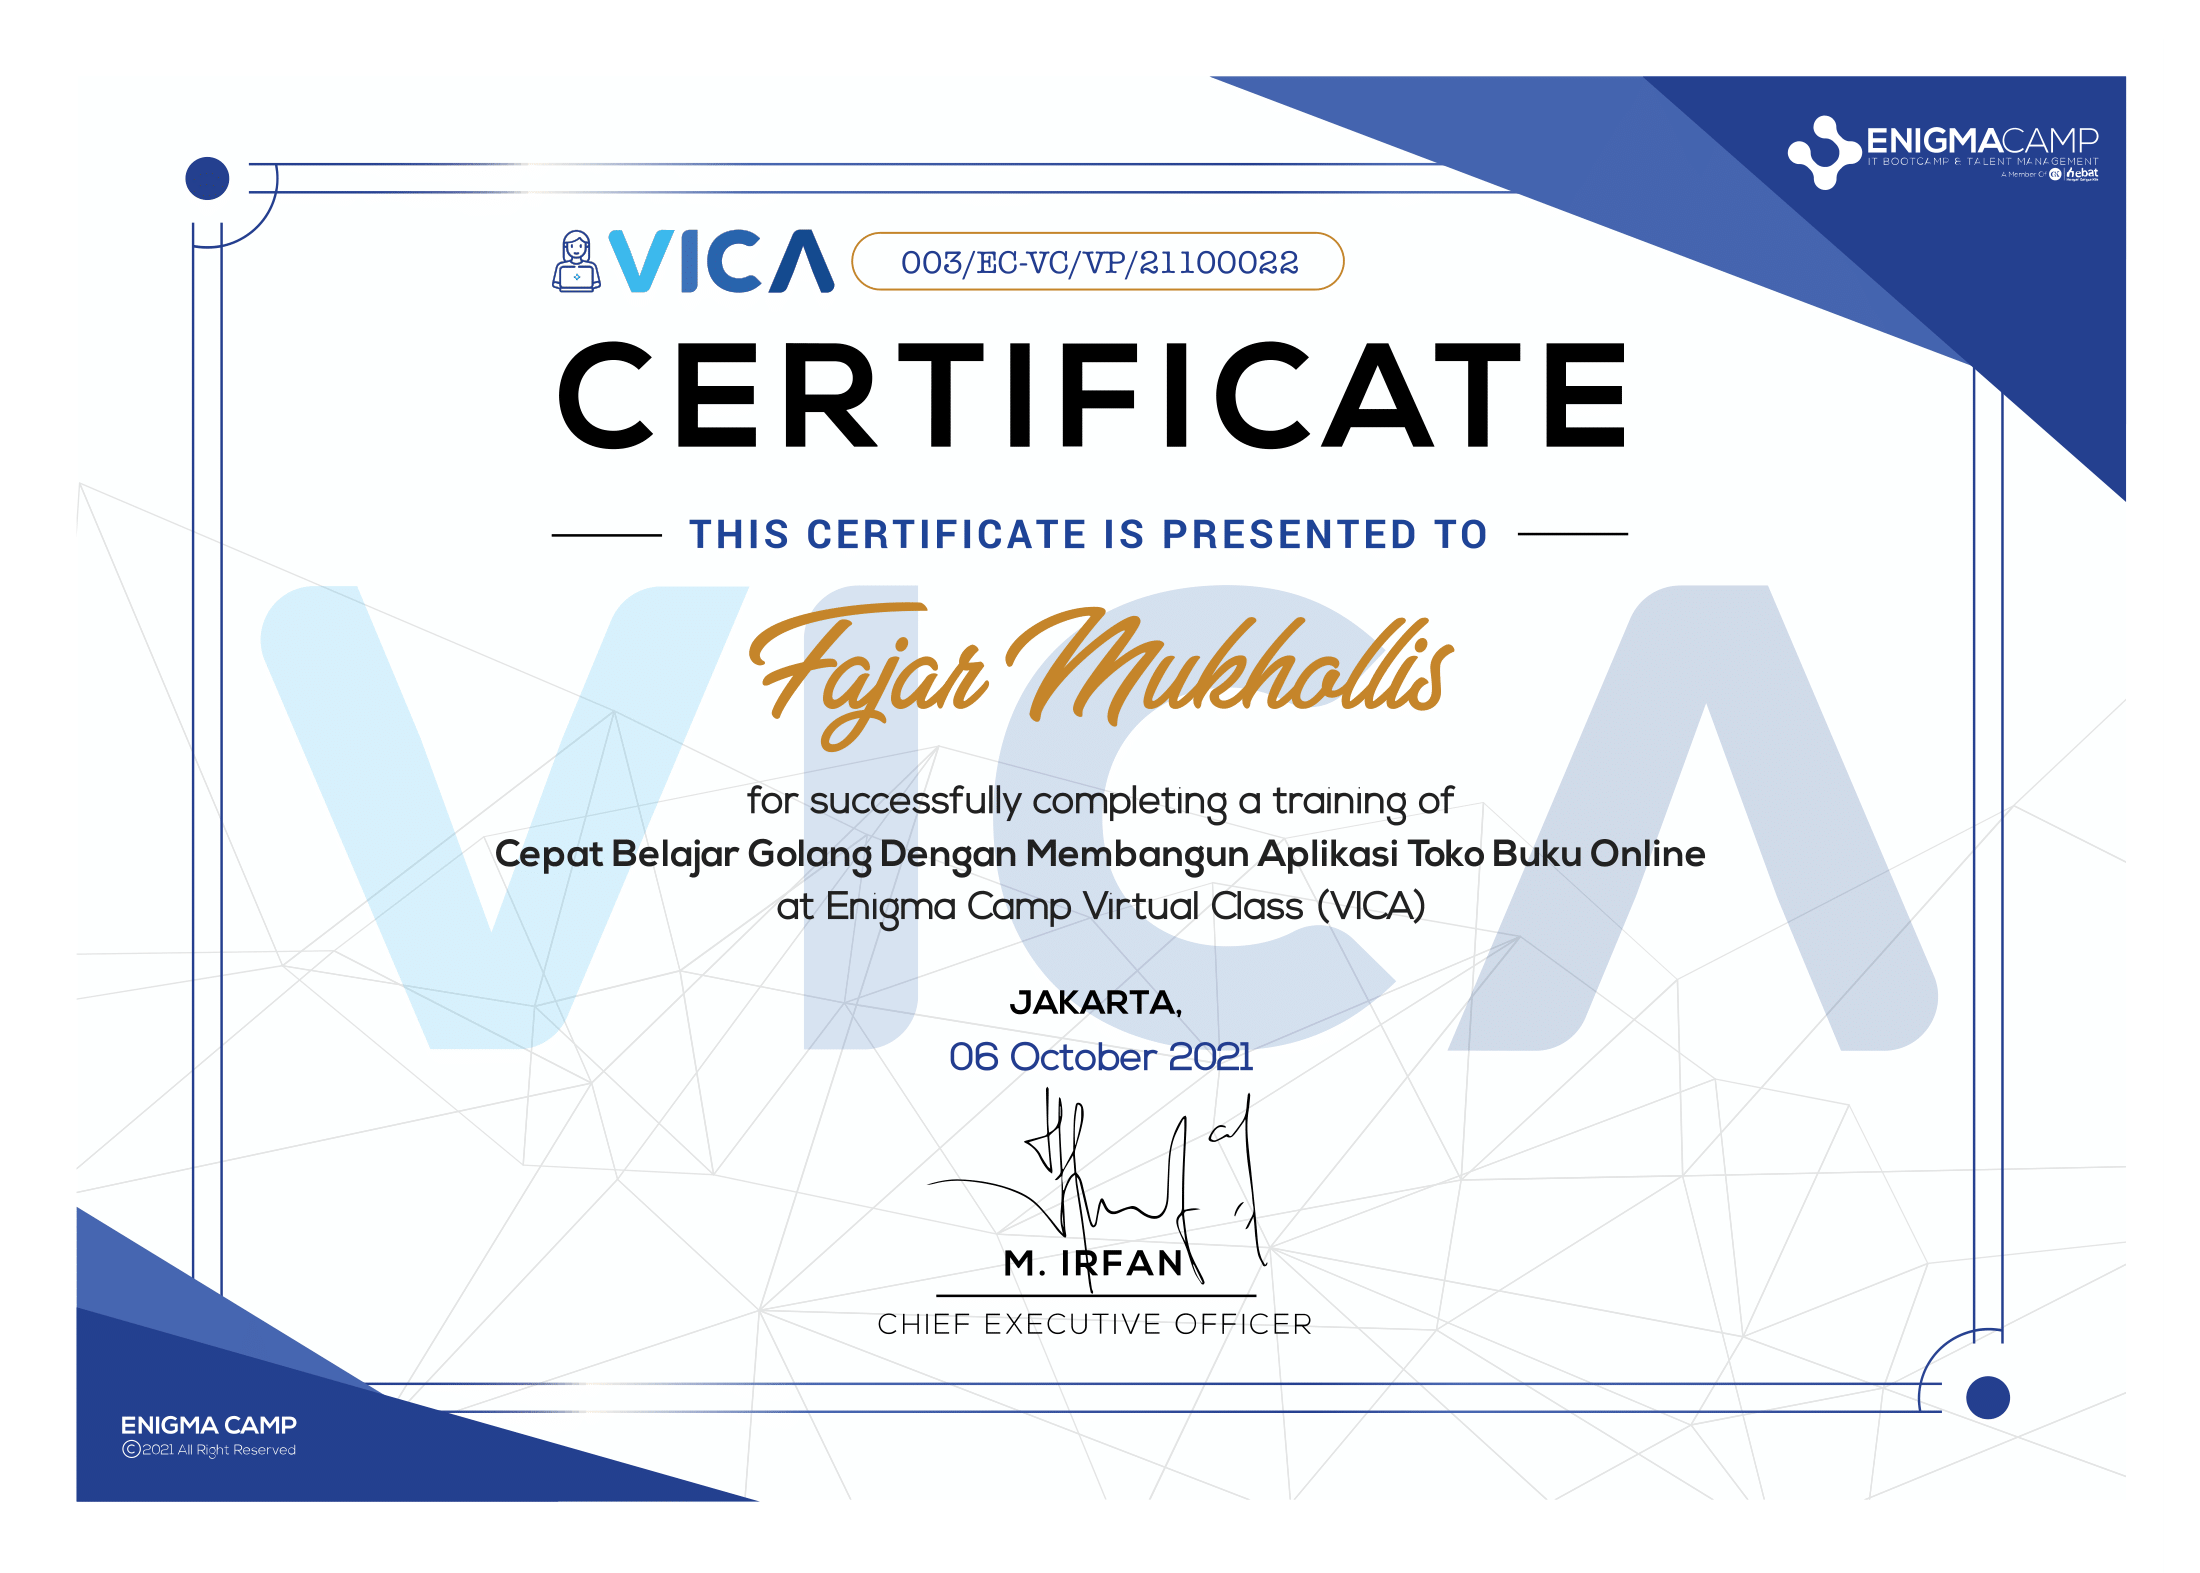 ENIGMACAMP
IT BOOTCAMP & TALENT MANAGEMENT
A Member Of
hebat
VICA
003/EC-VC/VP/21100022
CERTIFICATE
THIS CERTIFICATE IS PRESENTED TO
VICA
Fajar Mukhollis
for successfully completing a training of
Cepat Belajar Golang Dengan Membangun Aplikasi Toko Buku Online
at Enigma Camp Virtual Class (VICA)
JAKARTA,
06 October 2021
M. IRFAN
CHIEF EXECUTIVE OFFICER
ENIGMA CAMP
©2021 All Right Reserved